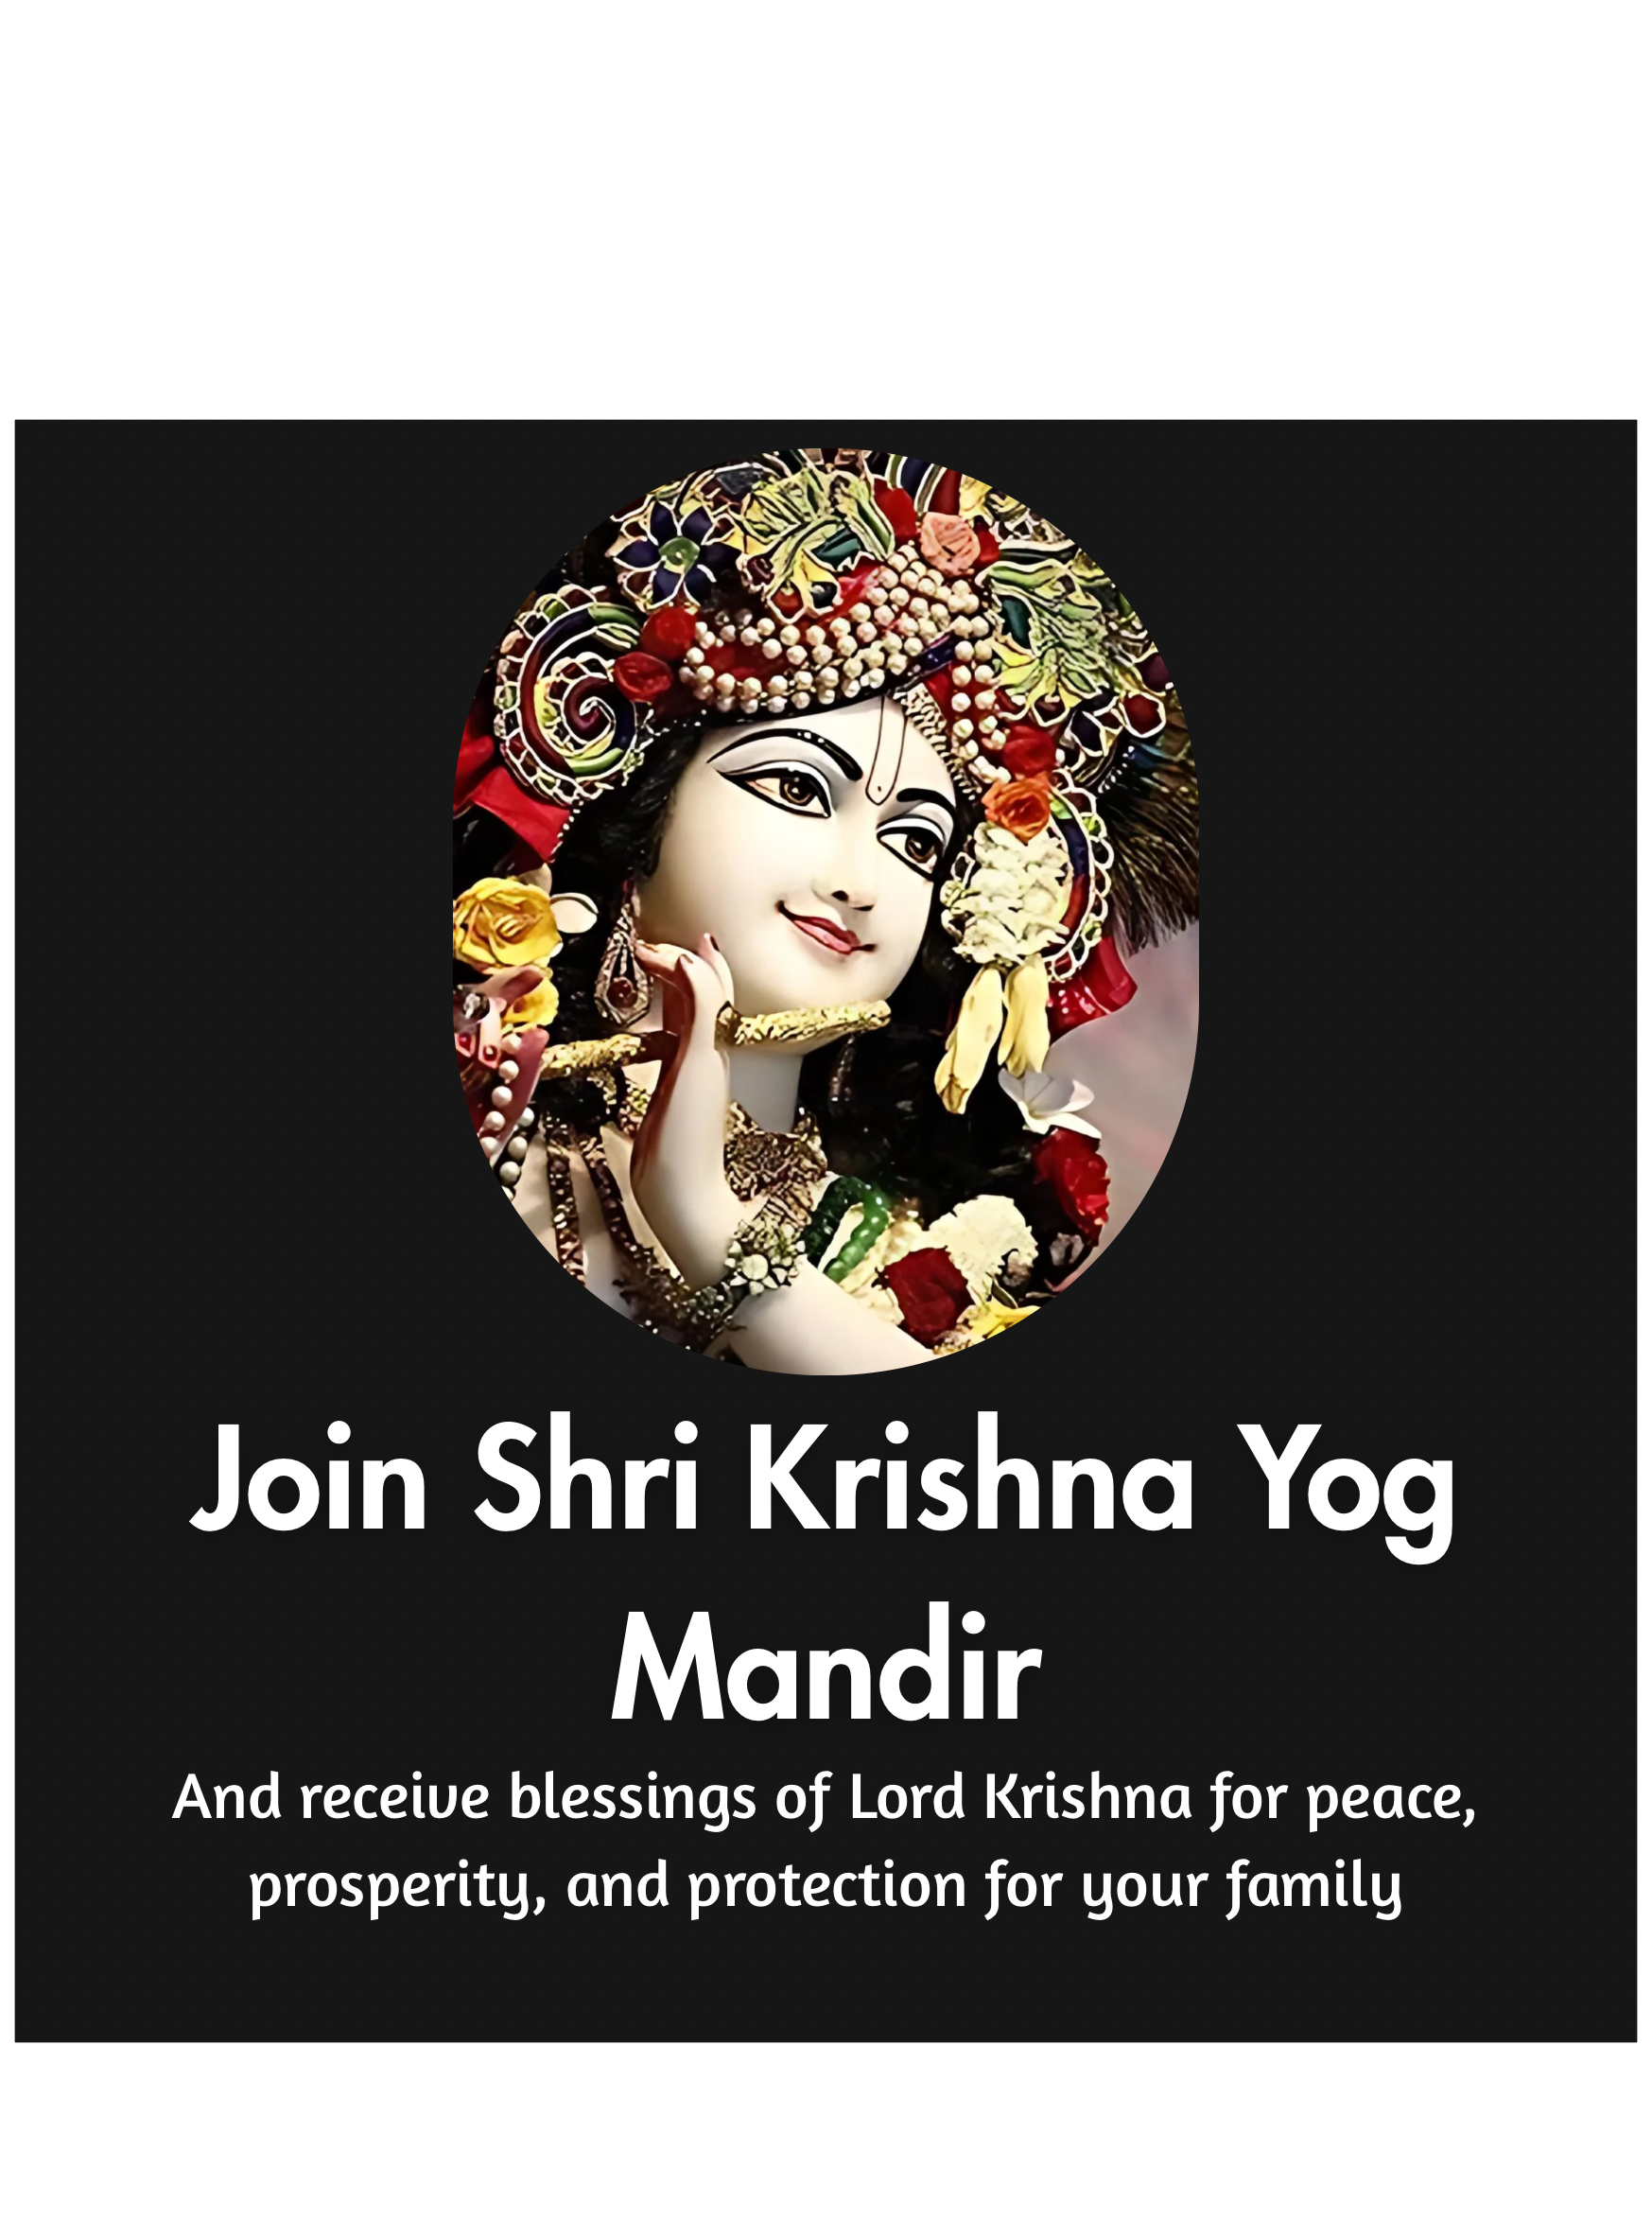 Join Shri Krishna Yog
Mandir
And receive blessings of Lord Krishna for peace,
prosperity, and protection for your family